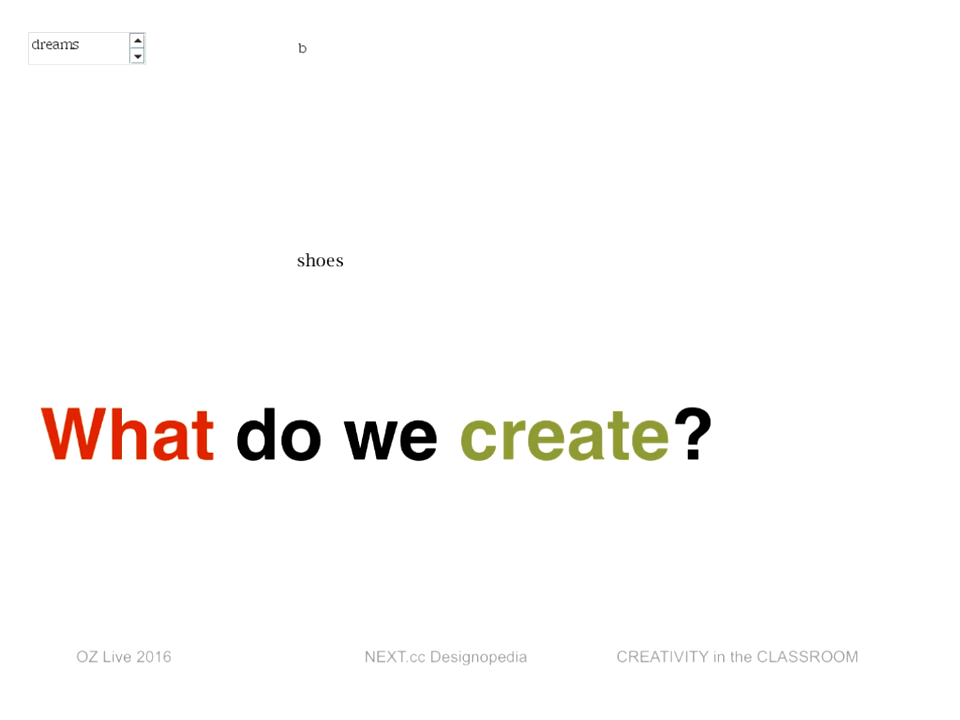 dreams
b
shoes
What do we create?
OZ Live 2016
NEXT.cc Designopedia
CREATIVITY in the CLASSROOM